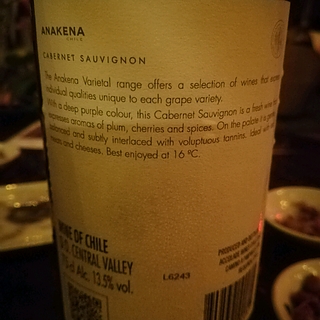 ANAKENA
CHILE
CABERNET SAUVIGNON
The Anakena Varietal range offers a selection of wines that
individual qualities unique to each grape variety.
With a deep purple colour, this Cabernet Sauvignon is a fresh wine that
expresses aromas of plum, cherries and spices. On the palate it is
balanced and subtly interlaced with voluptuous tannins. Ideal with
and cheeses. Best enjoyed at 16 ºC.
WINE OF CHILE
D.O. CENTRAL VALLEY
cl Alc. 13.5% vol.
L6243
PRODUCED AND